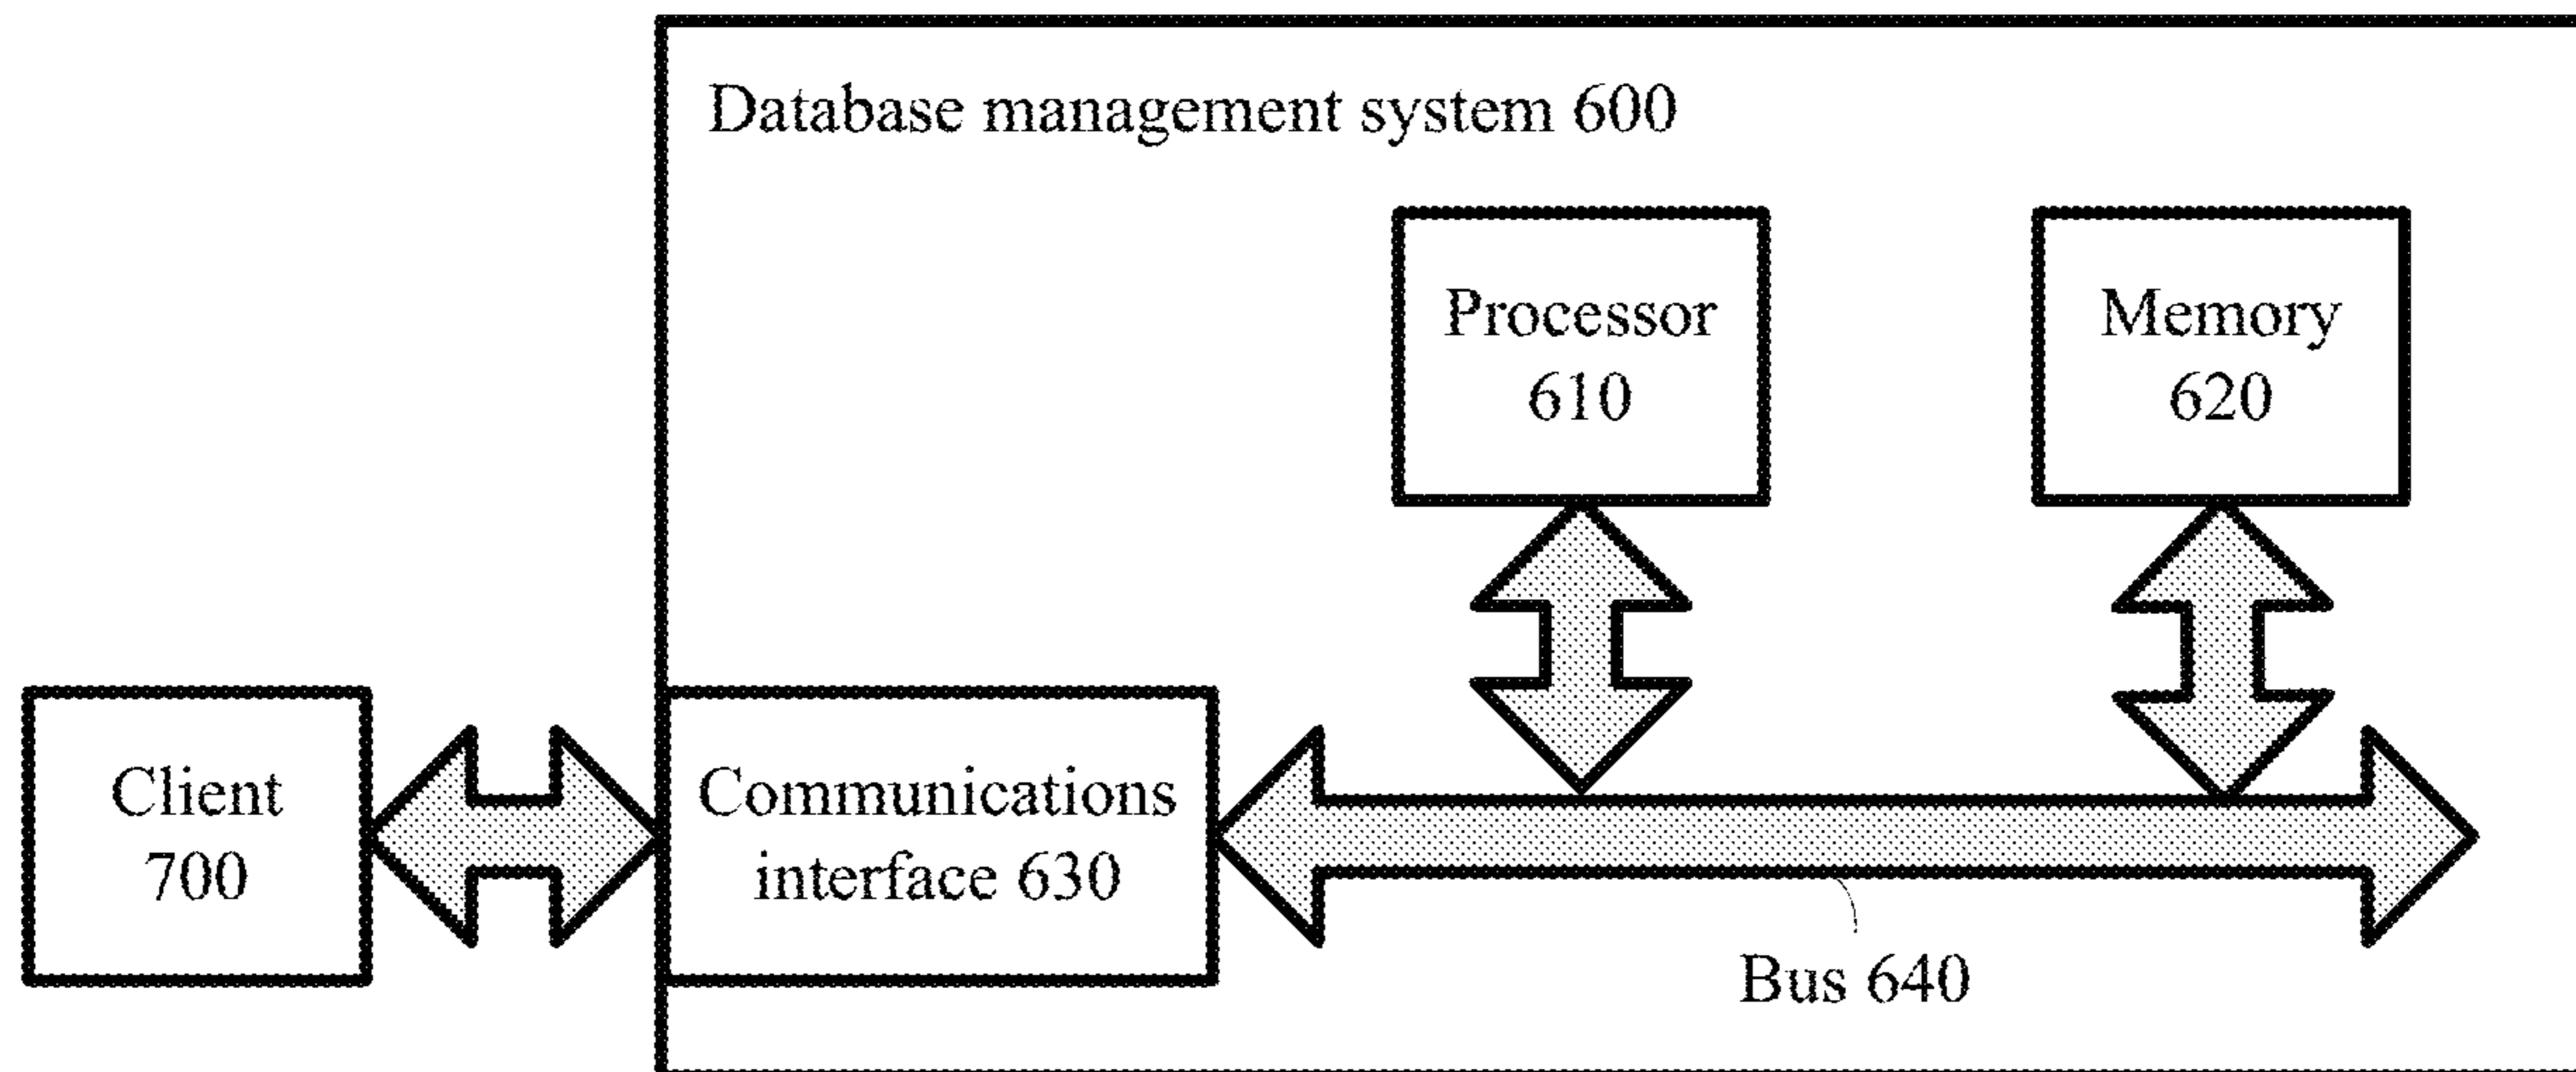 Database management system 600
Processor
610
Memory
620
Client
700
Communications
interface 630
Bus 640